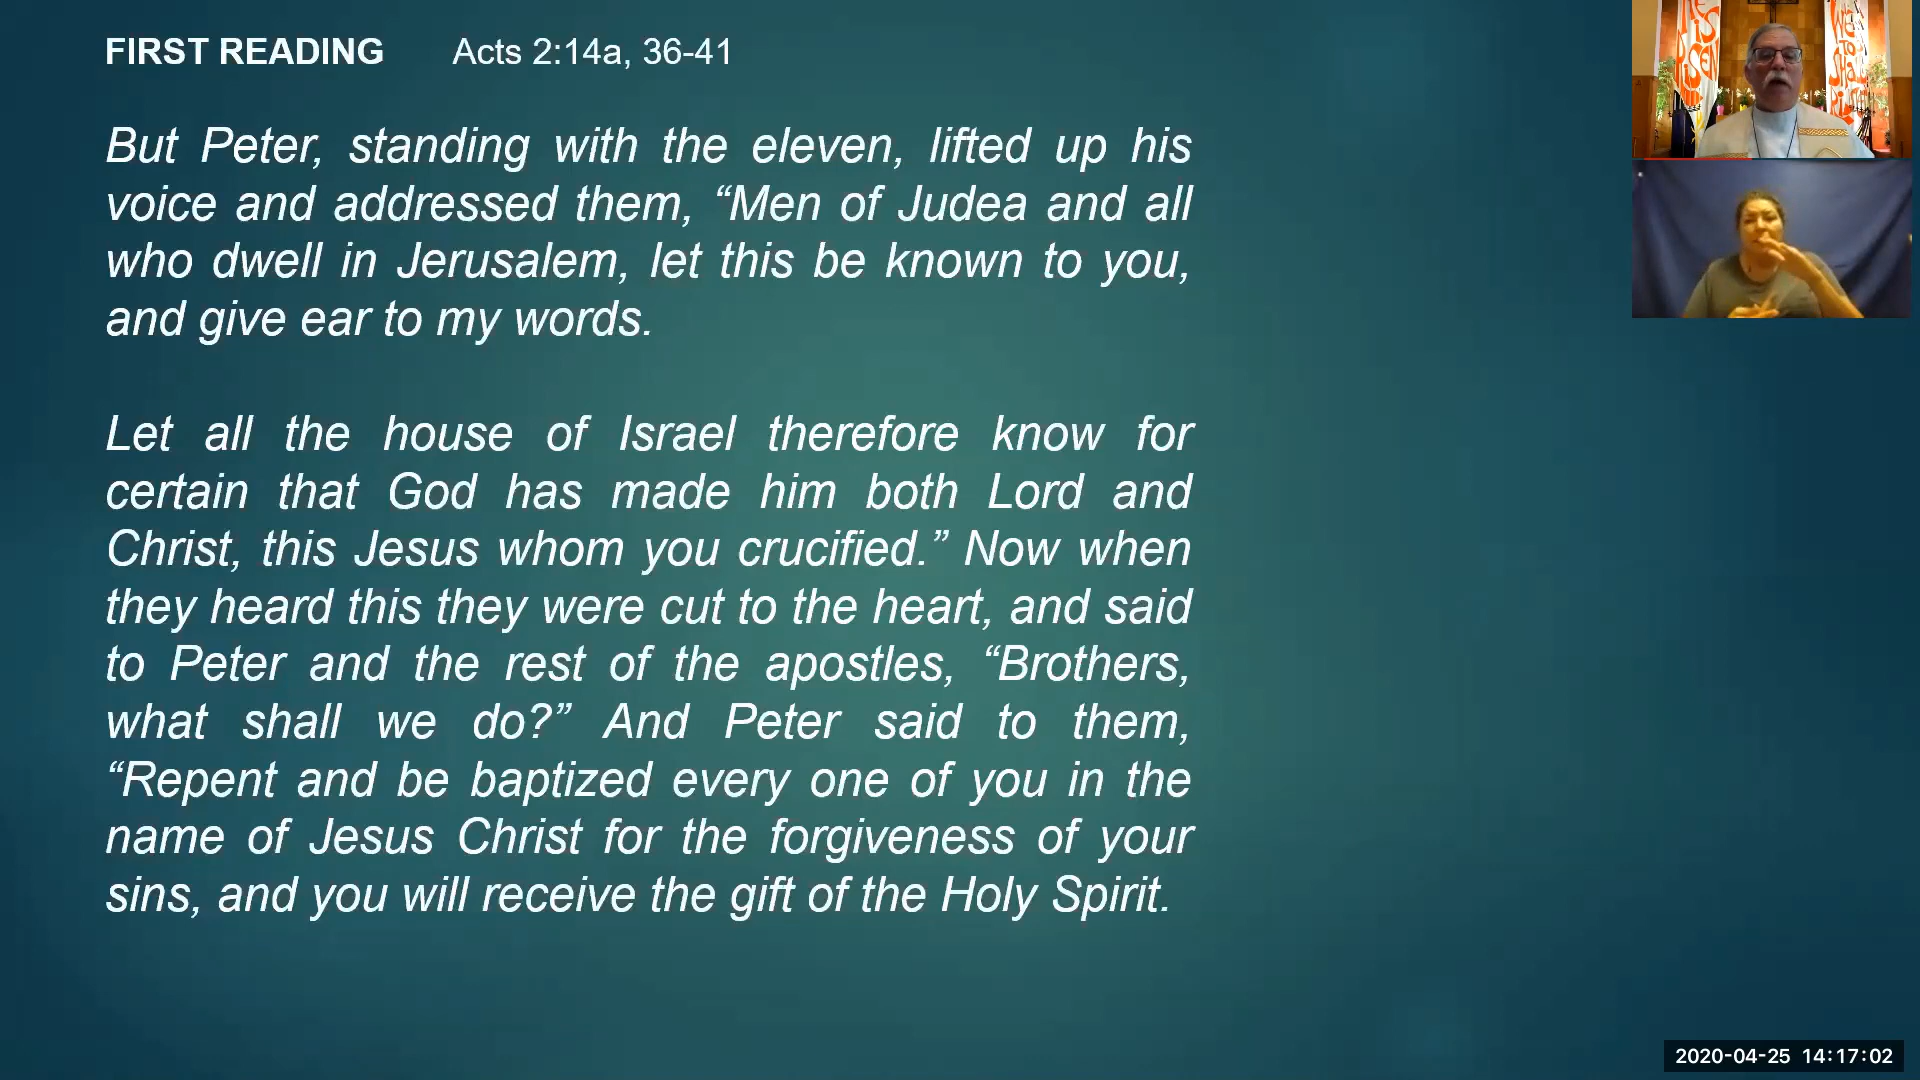 FIRST READING Acts 2:14a, 36-41
But Peter, standing with the eleven, lifted up his
voice and addressed them, “Men of Judea and all
who dwell in Jerusalem, let this be known to you,
and give ear to my words.
Let all the house of Israel therefore know for
certain that God has made him both Lord and
Christ, this Jesus whom you crucified.” Now when
they heard this they were cut to the heart, and said
to Peter and the rest of the apostles, “Brothers,
what shall we do?” And Peter said to them,
“Repent and be baptized every one of you in the
name of Jesus Christ for the forgiveness of your
sins, and you will receive the gift of the Holy Spirit.
RISEN
WE
TO
2020-04-25 14:17:02